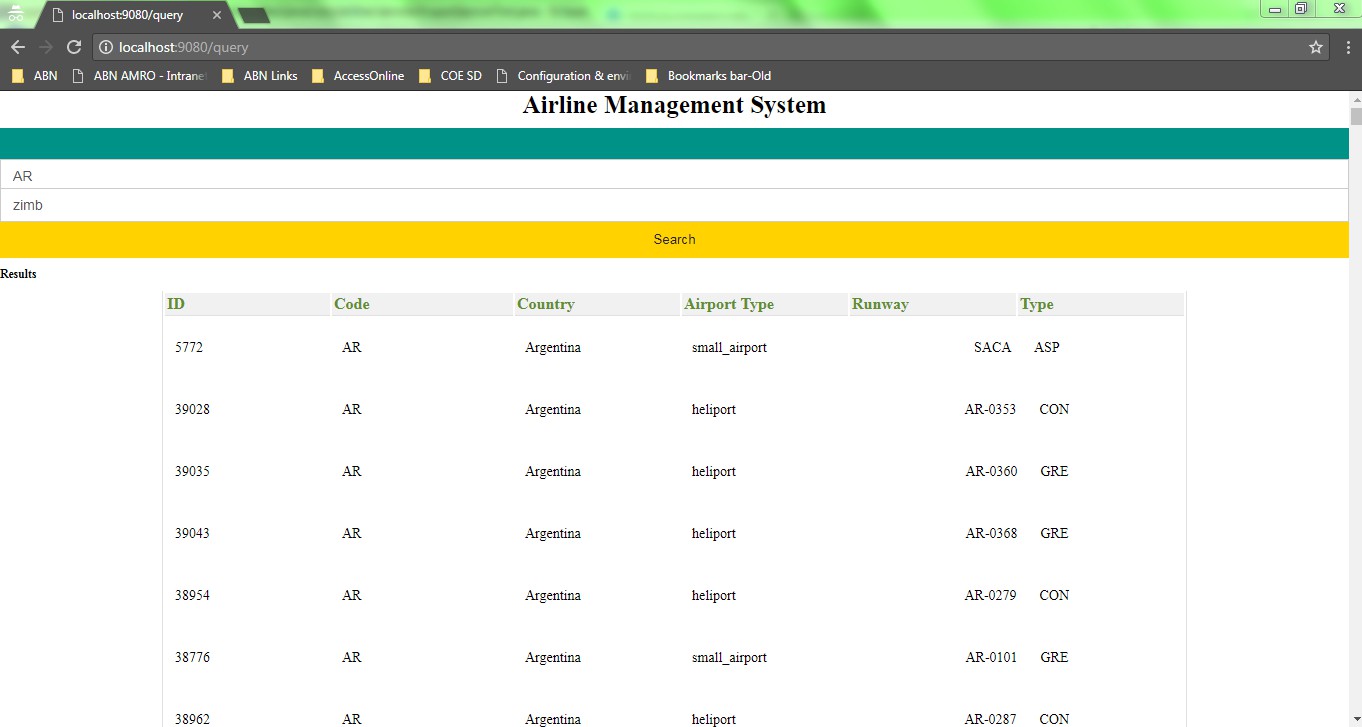 localhost:9080/query
localhost:9080/query
ABN ABN AMRO - Intrane ABN Links AccessOnline COE SD Configuration & envi Bookmarks bar-Old
Airline Management System
AR
zimb
Search
Results
ID Code Country Airport Type Runway Type
5772 AR Argentina small_airport SACA ASP
39028 AR Argentina heliport AR-0353 CON
39035 AR Argentina heliport AR-0360 GRE
39043 AR Argentina heliport AR-0368 GRE
38954 AR Argentina heliport AR-0279 CON
38776 AR Argentina small_airport AR-0101 GRE
38962 AR Argentina heliport AR-0287 CON